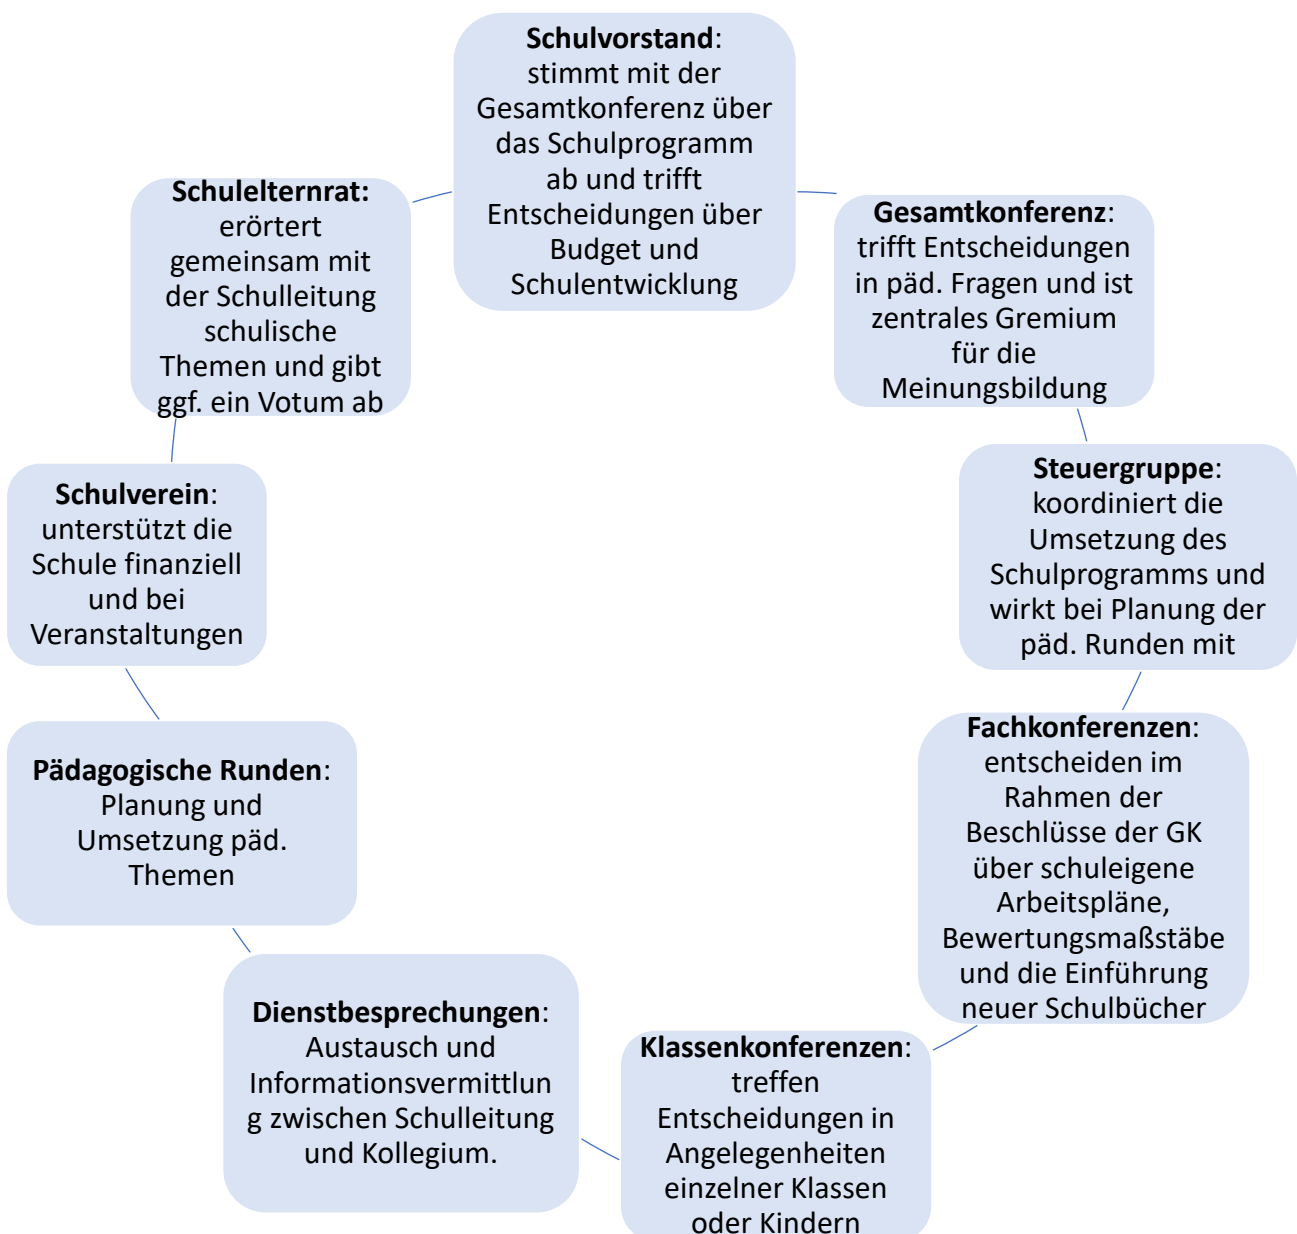 Schulvorstand:
stimmt mit der
Gesamtkonferenz über
das Schulprogramm
ab und trifft
Entscheidungen über
Budget und
Schulentwicklung
Gesamtkonferenz:
trifft Entscheidungen
in päd. Fragen und ist
zentrales Gremium
für die
Meinungsbildung
Steuergruppe:
koordiniert die
Umsetzung des
Schulprogramms und
wirkt bei Planung der
päd. Runden mit
Fachkonferenzen:
entscheiden im
Rahmen der
Beschlüsse der GK
über schuleigene
Arbeitspläne,
Bewertungsmaßstäbe
und die Einführung
neuer Schulbücher
Klassenkonferenzen:
treffen
Entscheidungen in
Angelegenheiten
einzelner Klassen
oder Kindern
Dienstbesprechungen:
Austausch und
Informationsvermittlun
g zwischen Schulleitung
und Kollegium.
Pädagogische Runden:
Planung und
Umsetzung päd.
Themen
Schulverein:
unterstützt die
Schule finanziell
und bei
Veranstaltungen
Schulelternrat:
erörtert
gemeinsam mit
der Schulleitung
schulische
Themen und gibt
ggf. ein Votum ab